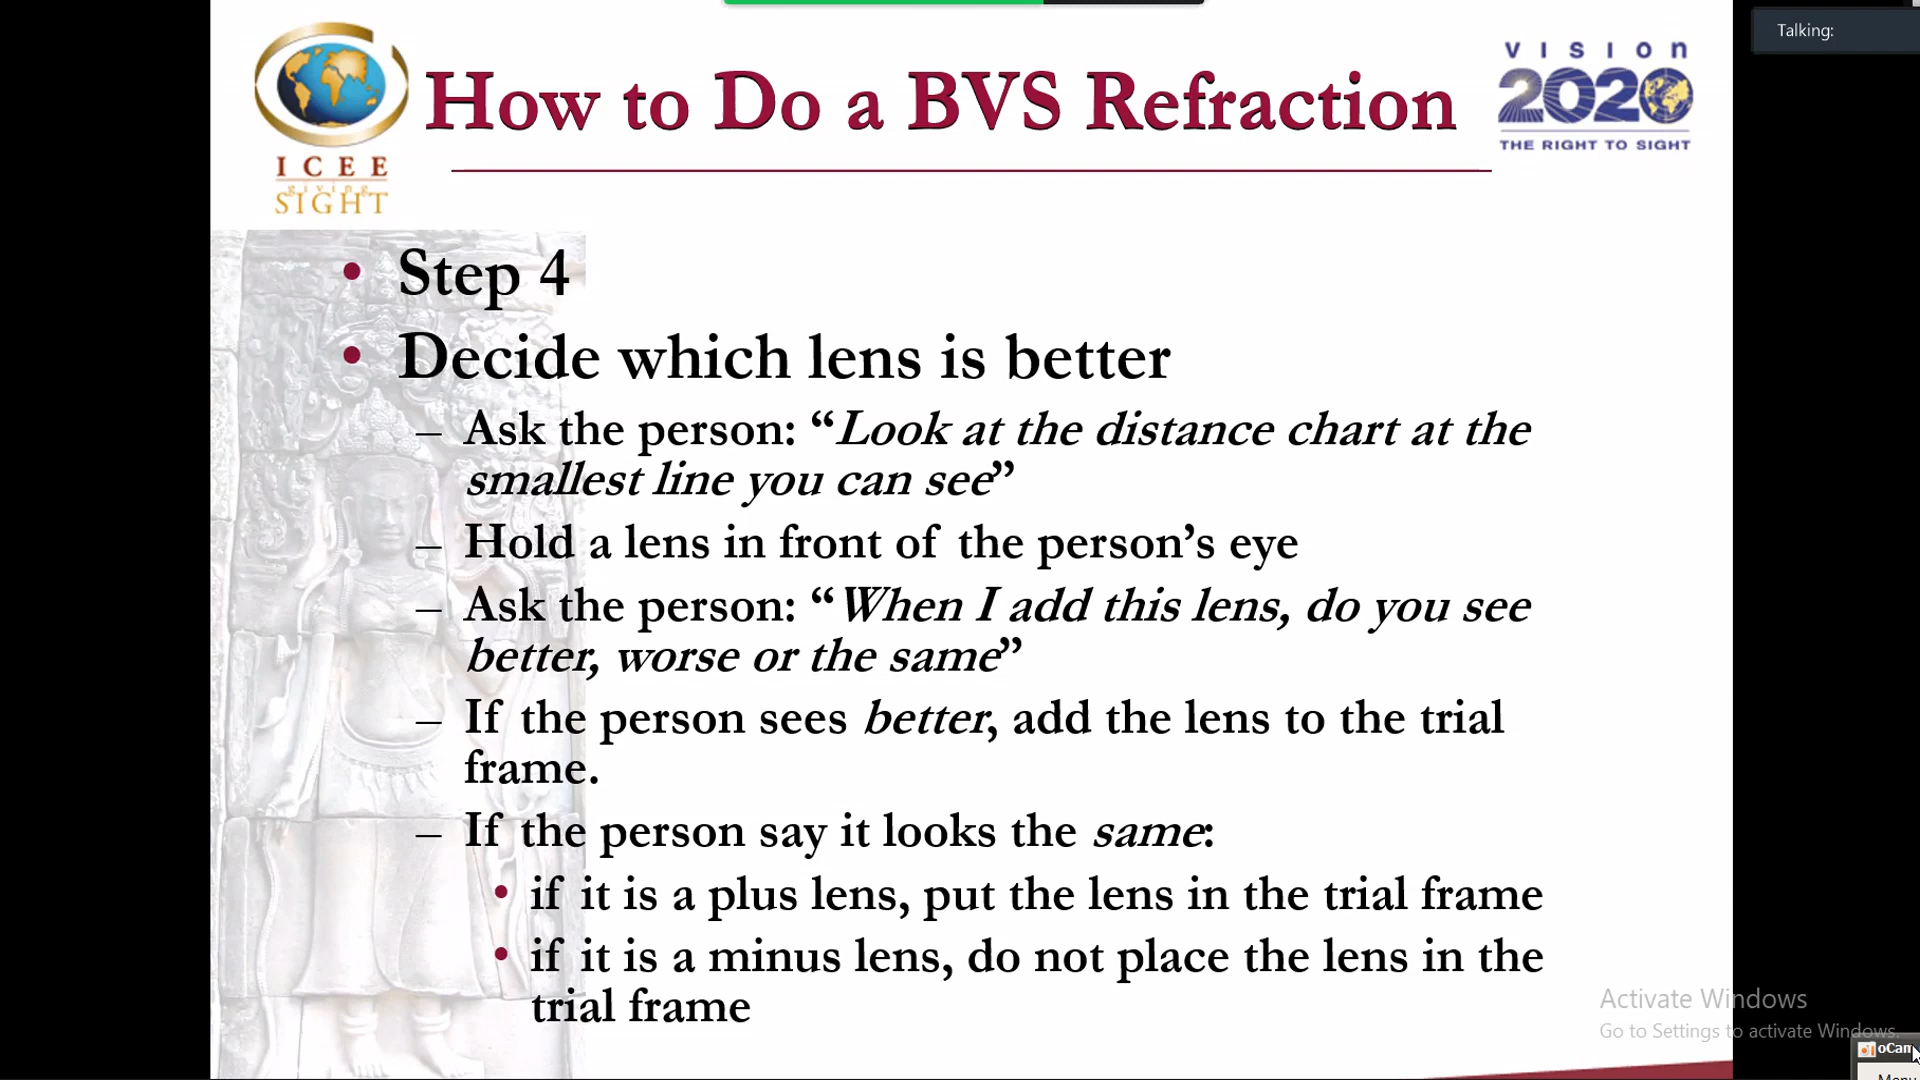 Talking:
vision
2020
THE RIGHT TO SIGHT
ICEE
giving
SIGHT
How to Do a BVS Refraction
• Step 4
• Decide which lens is better
– Ask the person: “Look at the distance chart at the
smallest line you can see”
– Hold a lens in front of the person’s eye
– Ask the person: “When I add this lens, do you see
better, worse or the same”
– If the person sees better, add the lens to the trial
frame.
– If the person say it looks the same:
• if it is a plus lens, put the lens in the trial frame
• if it is a minus lens, do not place the lens in the
trial frame
Activate Windows
Go to Settings to activate Windows.
oCam
Menu